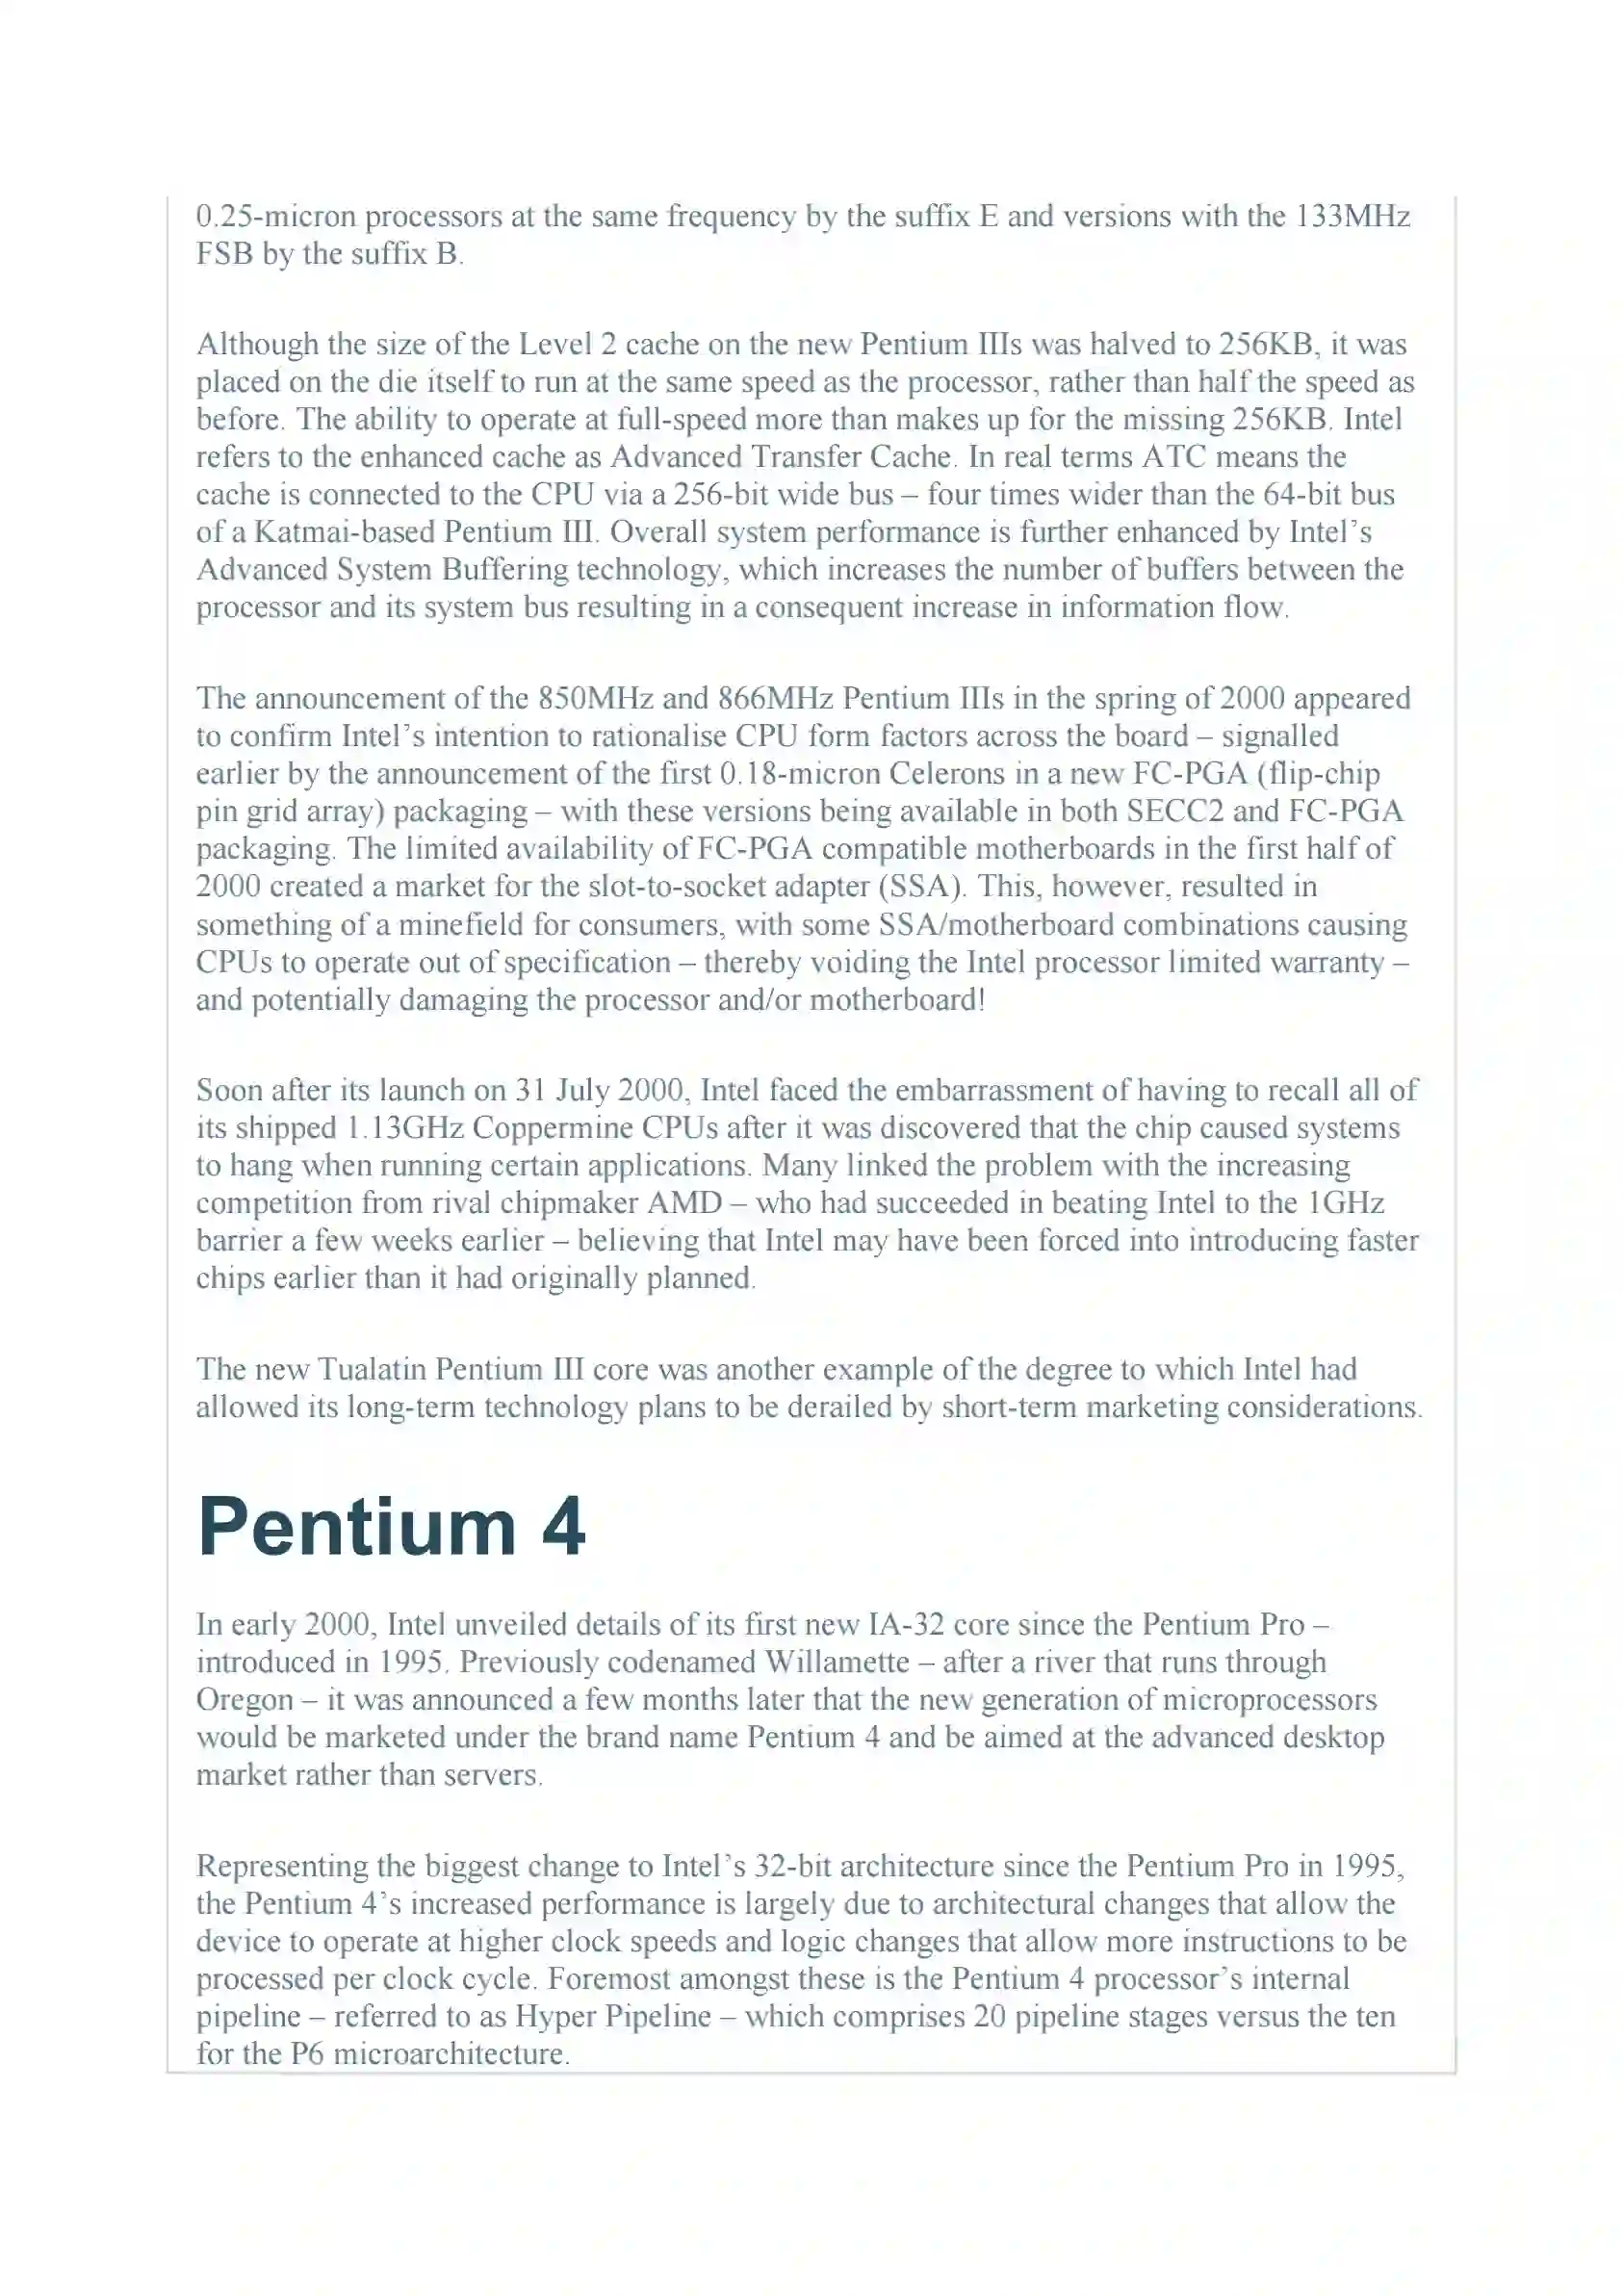 0.25-micron processors at the same frequency by the suffix E and versions with the 133MHz
FSB by the suffix B.
Although the size of the Level 2 cache on the new Pentium IIIs was halved to 256KB, it was
placed on the die itself to run at the same speed as the processor, rather than half the speed as
before. The ability to operate at full-speed more than makes up for the missing 256KB. Intel
refers to the enhanced cache as Advanced Transfer Cache. In real terms ATC means the
cache is connected to the CPU via a 256-bit wide bus – four times wider than the 64-bit bus
of a Katmai-based Pentium III. Overall system performance is further enhanced by Intel’s
Advanced System Buffering technology, which increases the number of buffers between the
processor and its system bus resulting in a consequent increase in information flow.
The announcement of the 850MHz and 866MHz Pentium IIIs in the spring of 2000 appeared
to confirm Intel’s intention to rationalise CPU form factors across the board – signalled
earlier by the announcement of the first 0.18-micron Celerons in a new FC-PGA (flip-chip
pin grid array) packaging – with these versions being available in both SECC2 and FC-PGA
packaging. The limited availability of FC-PGA compatible motherboards in the first half of
2000 created a market for the slot-to-socket adapter (SSA). This, however, resulted in
something of a minefield for consumers, with some SSA/motherboard combinations causing
CPUs to operate out of specification – thereby voiding the Intel processor limited warranty –
and potentially damaging the processor and/or motherboard!
Soon after its launch on 31 July 2000, Intel faced the embarrassment of having to recall all of
its shipped 1.13GHz Coppermine CPUs after it was discovered that the chip caused systems
to hang when running certain applications. Many linked the problem with the increasing
competition from rival chipmaker AMD – who had succeeded in beating Intel to the 1GHz
barrier a few weeks earlier – believing that Intel may have been forced into introducing faster
chips earlier than it had originally planned.
The new Tualatin Pentium III core was another example of the degree to which Intel had
allowed its long-term technology plans to be derailed by short-term marketing considerations.
Pentium 4
In early 2000, Intel unveiled details of its first new IA-32 core since the Pentium Pro –
introduced in 1995. Previously codenamed Willamette – after a river that runs through
Oregon – it was announced a few months later that the new generation of microprocessors
would be marketed under the brand name Pentium 4 and be aimed at the advanced desktop
market rather than servers.
Representing the biggest change to Intel’s 32-bit architecture since the Pentium Pro in 1995,
the Pentium 4’s increased performance is largely due to architectural changes that allow the
device to operate at higher clock speeds and logic changes that allow more instructions to be
processed per clock cycle. Foremost amongst these is the Pentium 4 processor’s internal
pipeline – referred to as Hyper Pipeline – which comprises 20 pipeline stages versus the ten
for the P6 microarchitecture.